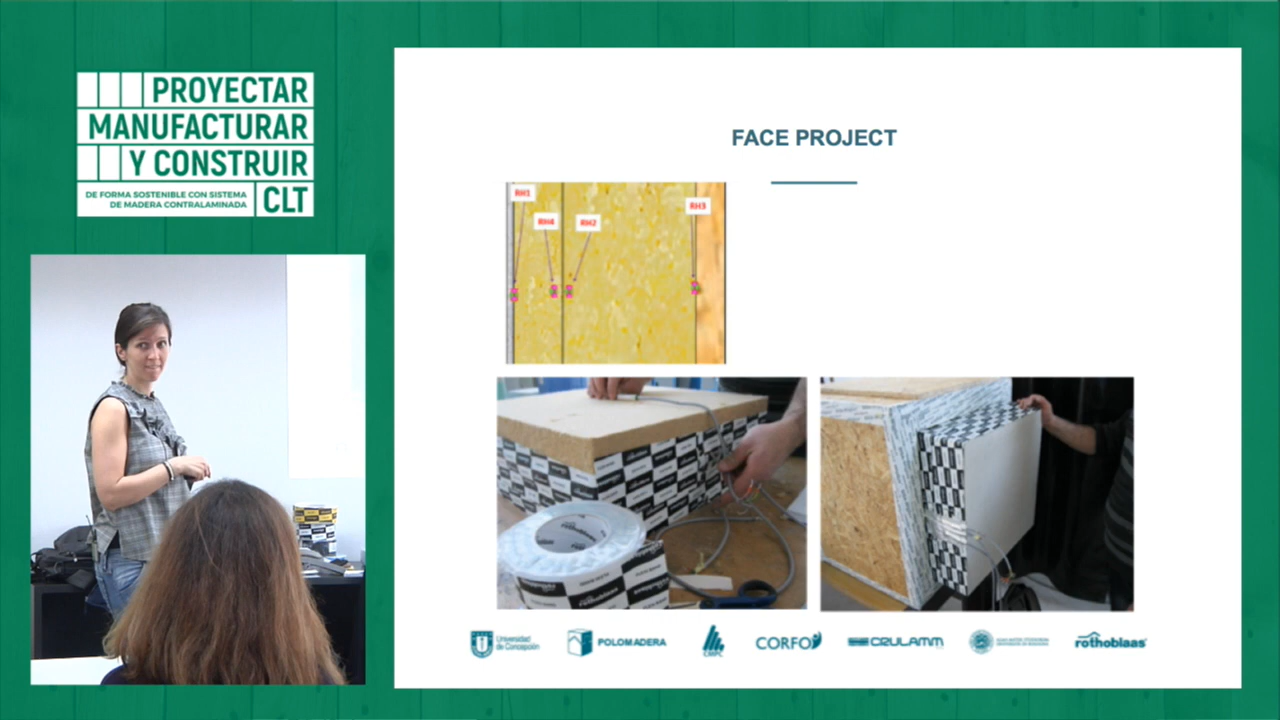 PROYECTAR
MANUFACTURAR
Y CONSTRUIR
DE FORMA SOSTENIBLE CON SISTEMA
DE MADERA CONTRALAMINADA
CLT
FACE PROJECT
RH1
RH4
RH2
RH3
rothoblaas
Universidad
de Concepción
POLOMADERA
CMPC
CORFO
CRULAMM
rothoblaas